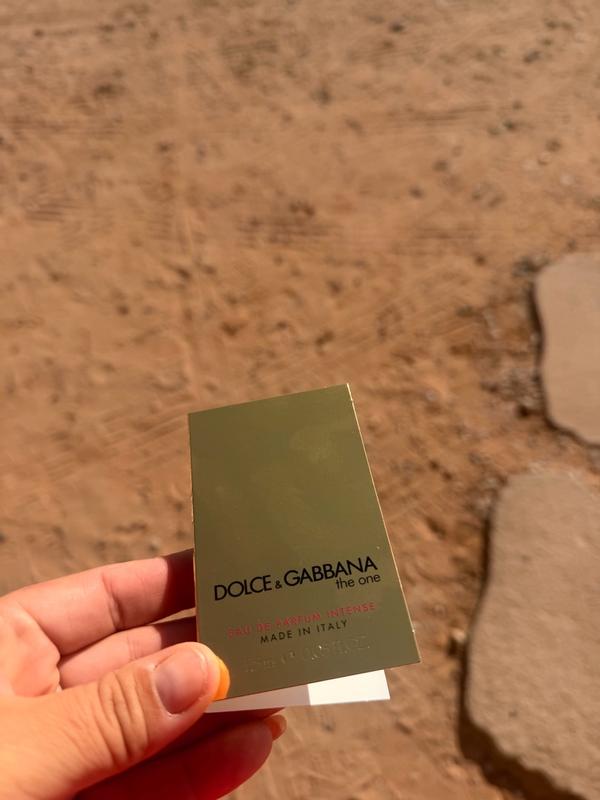 DOLCE & GABBANA
the one
EAU DE PARFUM INTENSE
MADE IN ITALY